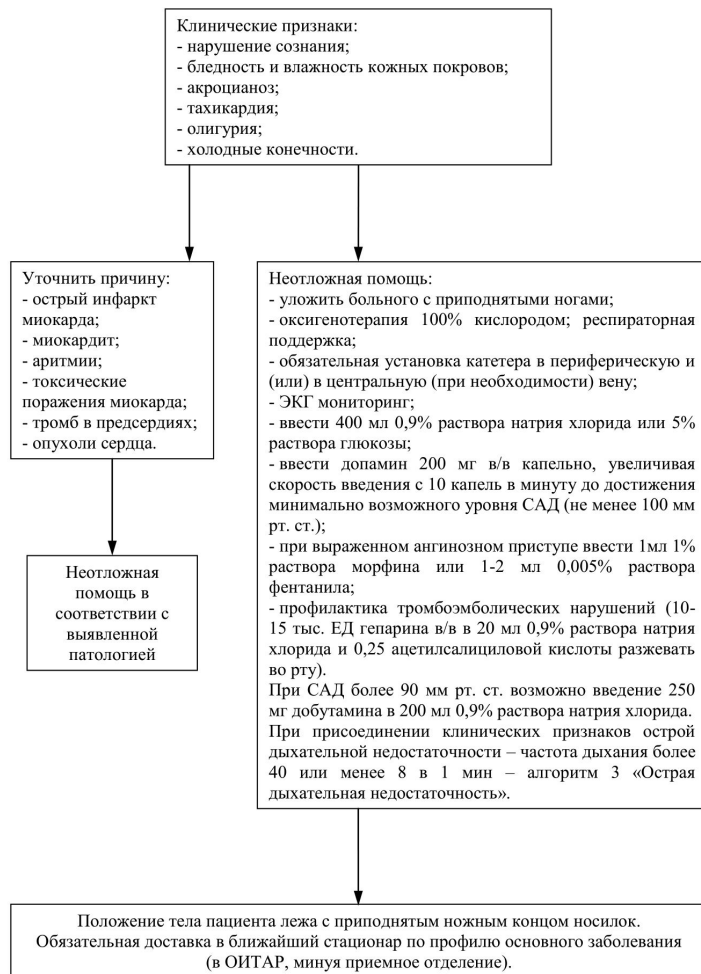 Клинические признаки:
- нарушение сознания;
- бледность и влажность кожных покровов;
- акроцианоз;
- тахикардия;
- олигурия;
- холодные конечности.
Уточнить причину:
- острый инфаркт
миокарда;
- миокардит;
- аритмии;
- токсические
поражения миокарда;
- тромб в предсердиях;
- опухоли сердца.
Неотложная
помощь в
соответствии с
выявленной
патологией
Неотложная помощь:
- уложить больного с приподнятыми ногами;
- оксигенотерапия 100% кислородом; респираторная
поддержка;
- обязательная установка катетера в периферическую и
(или) в центральную (при необходимости) вену;
- ЭКГ мониторинг;
- ввести 400 мл 0,9% раствора натрия хлорида или 5%
раствора глюкозы;
- ввести допамин 200 мг в/в капельно, увеличивая
скорость введения с 10 капель в минуту до достижения
минимально возможного уровня САД (не менее 100 мм
рт. ст.);
- при выраженном ангинозном приступе ввести 1мл 1%
раствора морфина или 1-2 мл 0,005% раствора
фентанила;
- профилактика тромбоэмболических нарушений (10-
15 тыс. ЕД гепарина в/в в 20 мл 0,9% раствора натрия
хлорида и 0,25 ацетилсалициловой кислоты разжевать
во рту).
При САД более 90 мм рт. ст. возможно введение 250
мг добутамина в 200 мл 0,9% раствора натрия хлорида.
При присоединении клинических признаков острой
дыхательной недостаточности – частота дыхания более
40 или менее 8 в 1 мин – алгоритм 3 «Острая
дыхательная недостаточность».
Положение тела пациента лежа с приподнятым ножным концом носилок.
Обязательная доставка в ближайший стационар по профилю основного заболевания
(в ОИТАР, минуя приемное отделение).